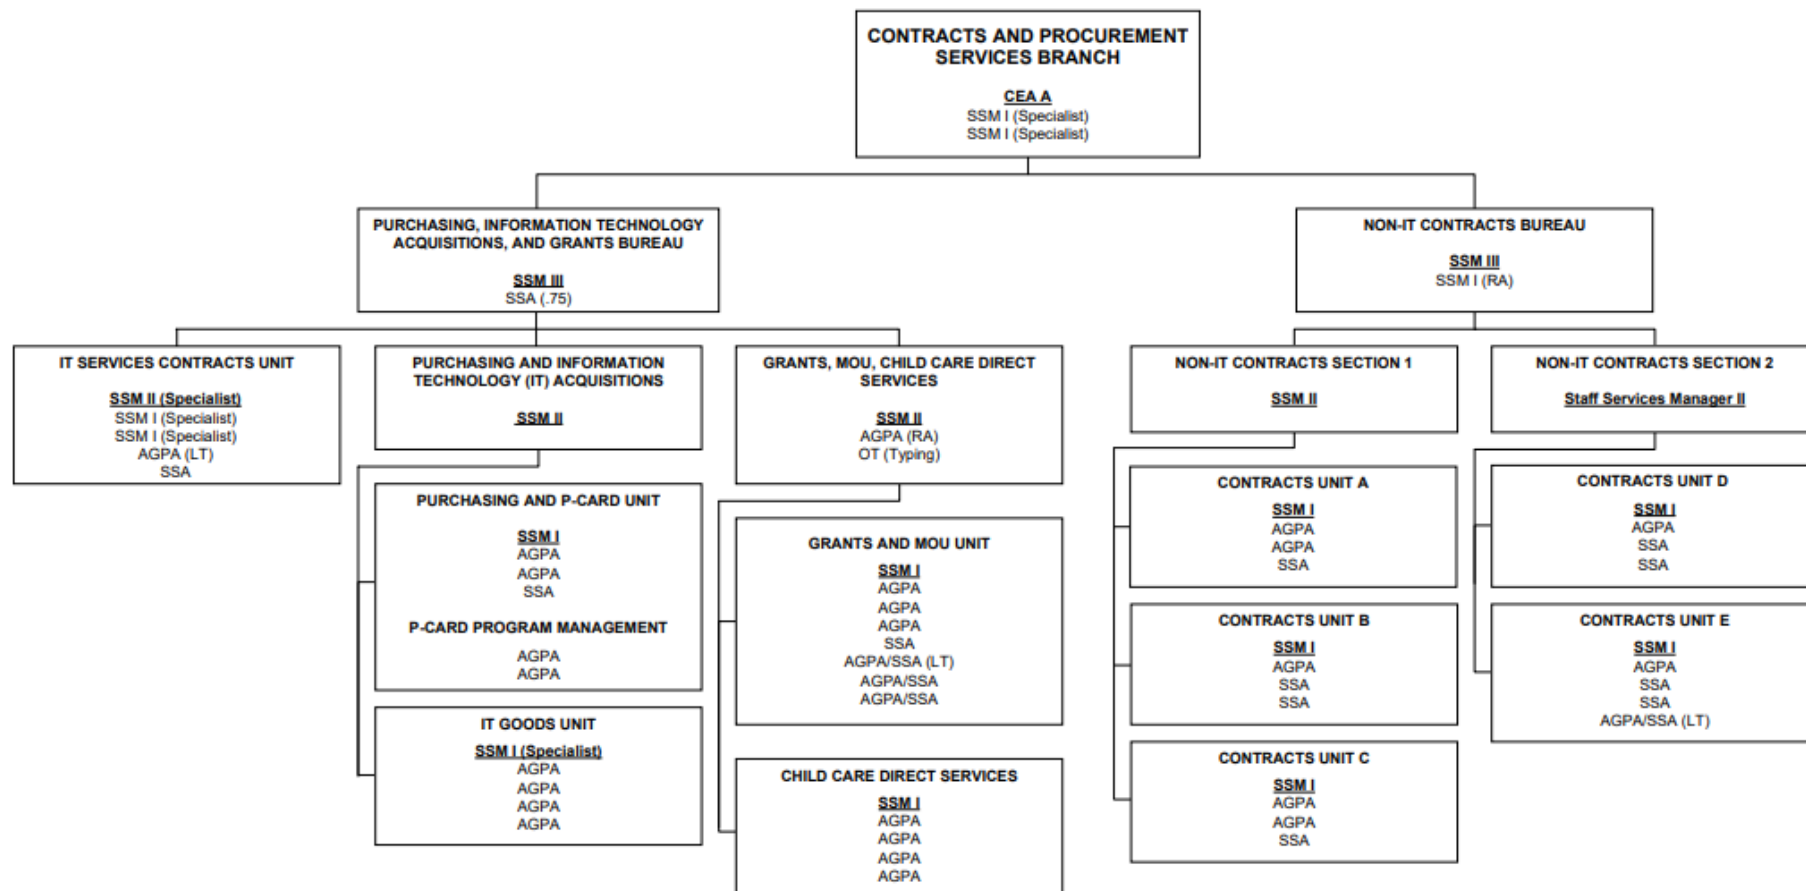 CONTRACTS AND PROCUREMENT
SERVICES BRANCH
CEA A
SSM I (Specialist)
SSM I (Specialist)
PURCHASING, INFORMATION TECHNOLOGY
ACQUISITIONS, AND GRANTS BUREAU
SSM III
SSA (.75)
NON-IT CONTRACTS BUREAU
SSM III
SSM I (RA)
IT SERVICES CONTRACTS UNIT
SSM II (Specialist)
SSM I (Specialist)
SSM I (Specialist)
AGPA (LT)
SSA
PURCHASING AND INFORMATION
TECHNOLOGY (IT) ACQUISITIONS
SSM II
GRANTS, MOU, CHILD CARE DIRECT
SERVICES
SSM II
AGPA (RA)
OT (Typing)
NON-IT CONTRACTS SECTION 1
SSM II
NON-IT CONTRACTS SECTION 2
Staff Services Manager II
PURCHASING AND P-CARD UNIT
SSM I
AGPA
AGPA
SSA
P-CARD PROGRAM MANAGEMENT
AGPA
AGPA
IT GOODS UNIT
SSM I (Specialist)
AGPA
AGPA
AGPA
AGPA
GRANTS AND MOU UNIT
SSM I
AGPA
AGPA
AGPA
SSA
AGPA/SSA (LT)
AGPA/SSA
AGPA/SSA
CHILD CARE DIRECT SERVICES
SSM I
AGPA
AGPA
AGPA
AGPA
CONTRACTS UNIT A
SSM I
AGPA
AGPA
SSA
CONTRACTS UNIT B
SSM I
AGPA
SSA
SSA
CONTRACTS UNIT C
SSM I
AGPA
AGPA
SSA
CONTRACTS UNIT D
SSM I
AGPA
SSA
SSA
CONTRACTS UNIT E
SSM I
AGPA
SSA
SSA
AGPA/SSA (LT)